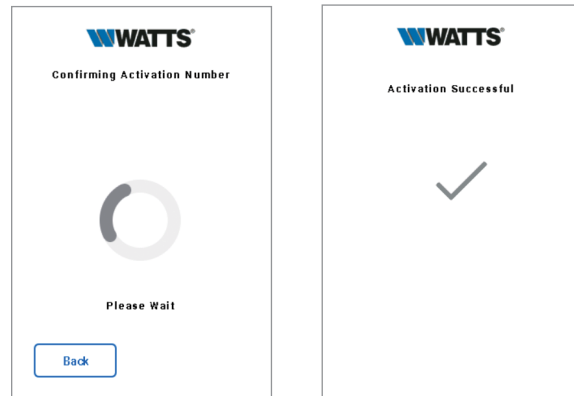 WATTS®
Confirming Activation Number
Please Wait
Back
WATTS®
Activation Successful